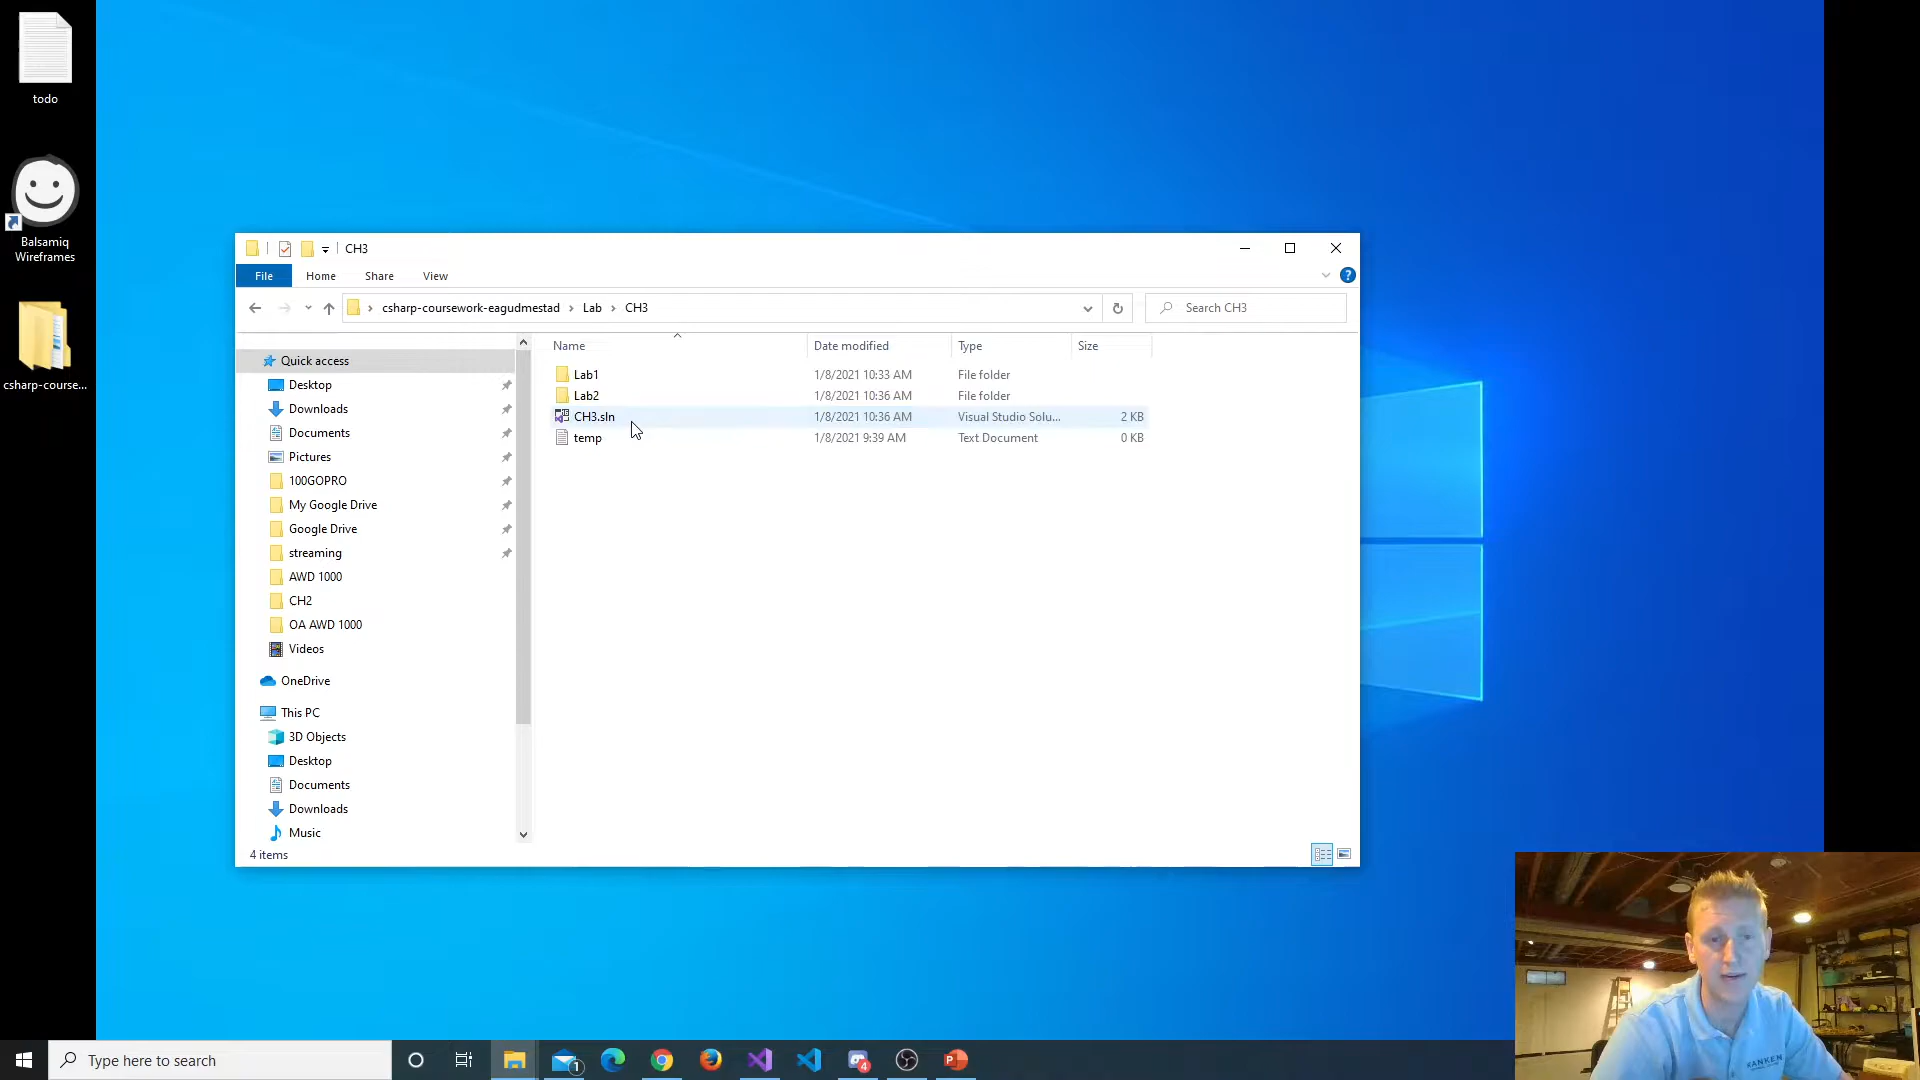 todo
Balsamiq
Wireframes
csharp-course...
CH3
File
Home
Share
View
csharp-coursework-eagudmestad
Lab
CH3
Search CH3
Name
Date modified
Type
Size
Quick access
Desktop
Downloads
Documents
Pictures
100GOPRO
My Google Drive
Google Drive
streaming
AWD 1000
CH2
OA AWD 1000
Videos
OneDrive
This PC
3D Objects
Desktop
Documents
Downloads
Music
Lab1 1/8/2021 10:33 AM File folder
Lab2 1/8/2021 10:36 AM File folder
CH3.sln 1/8/2021 10:36 AM Visual Studio Solu... 2 KB
temp 1/8/2021 9:39 AM Text Document 0 KB
4 items
Type here to search
1
4
RANKEN